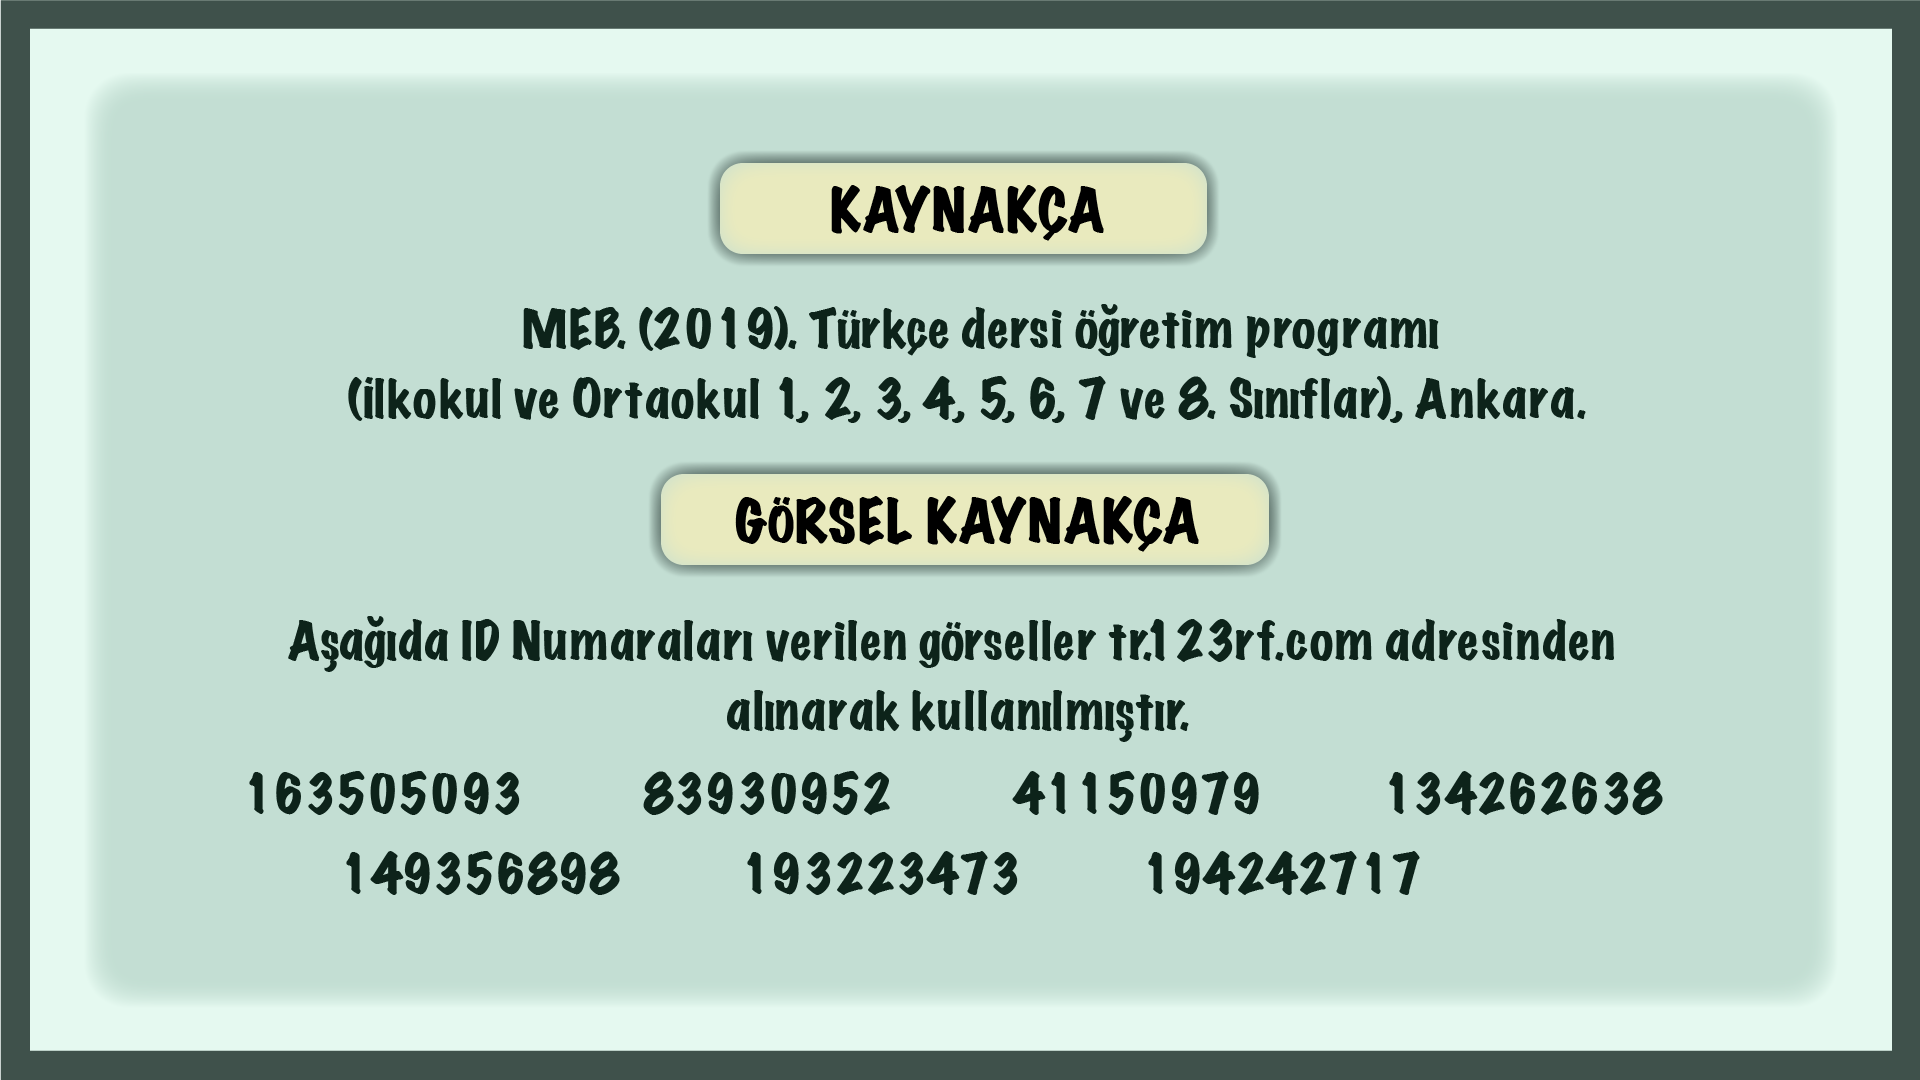 KAYNAKÇA
MEB. (2019). Türkçe dersi öğretim programı
(ilkokul ve Ortaokul 1, 2, 3, 4, 5, 6, 7 ve 8. Sınıflar), Ankara.
GÖRSEL KAYNAKÇA
Aşağıda ID Numaraları verilen görseller tr.123rf.com adresinden
alınarak kullanılmıştır.
163505093 83930952 41150979 134262638
149356898 193223473 194242717